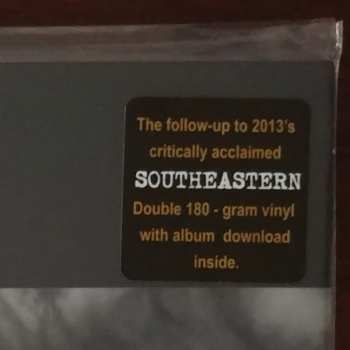 The follow-up to 2013's
critically acclaimed
SOUTHEASTERN
Double 180 - gram vinyl
with album download
inside.